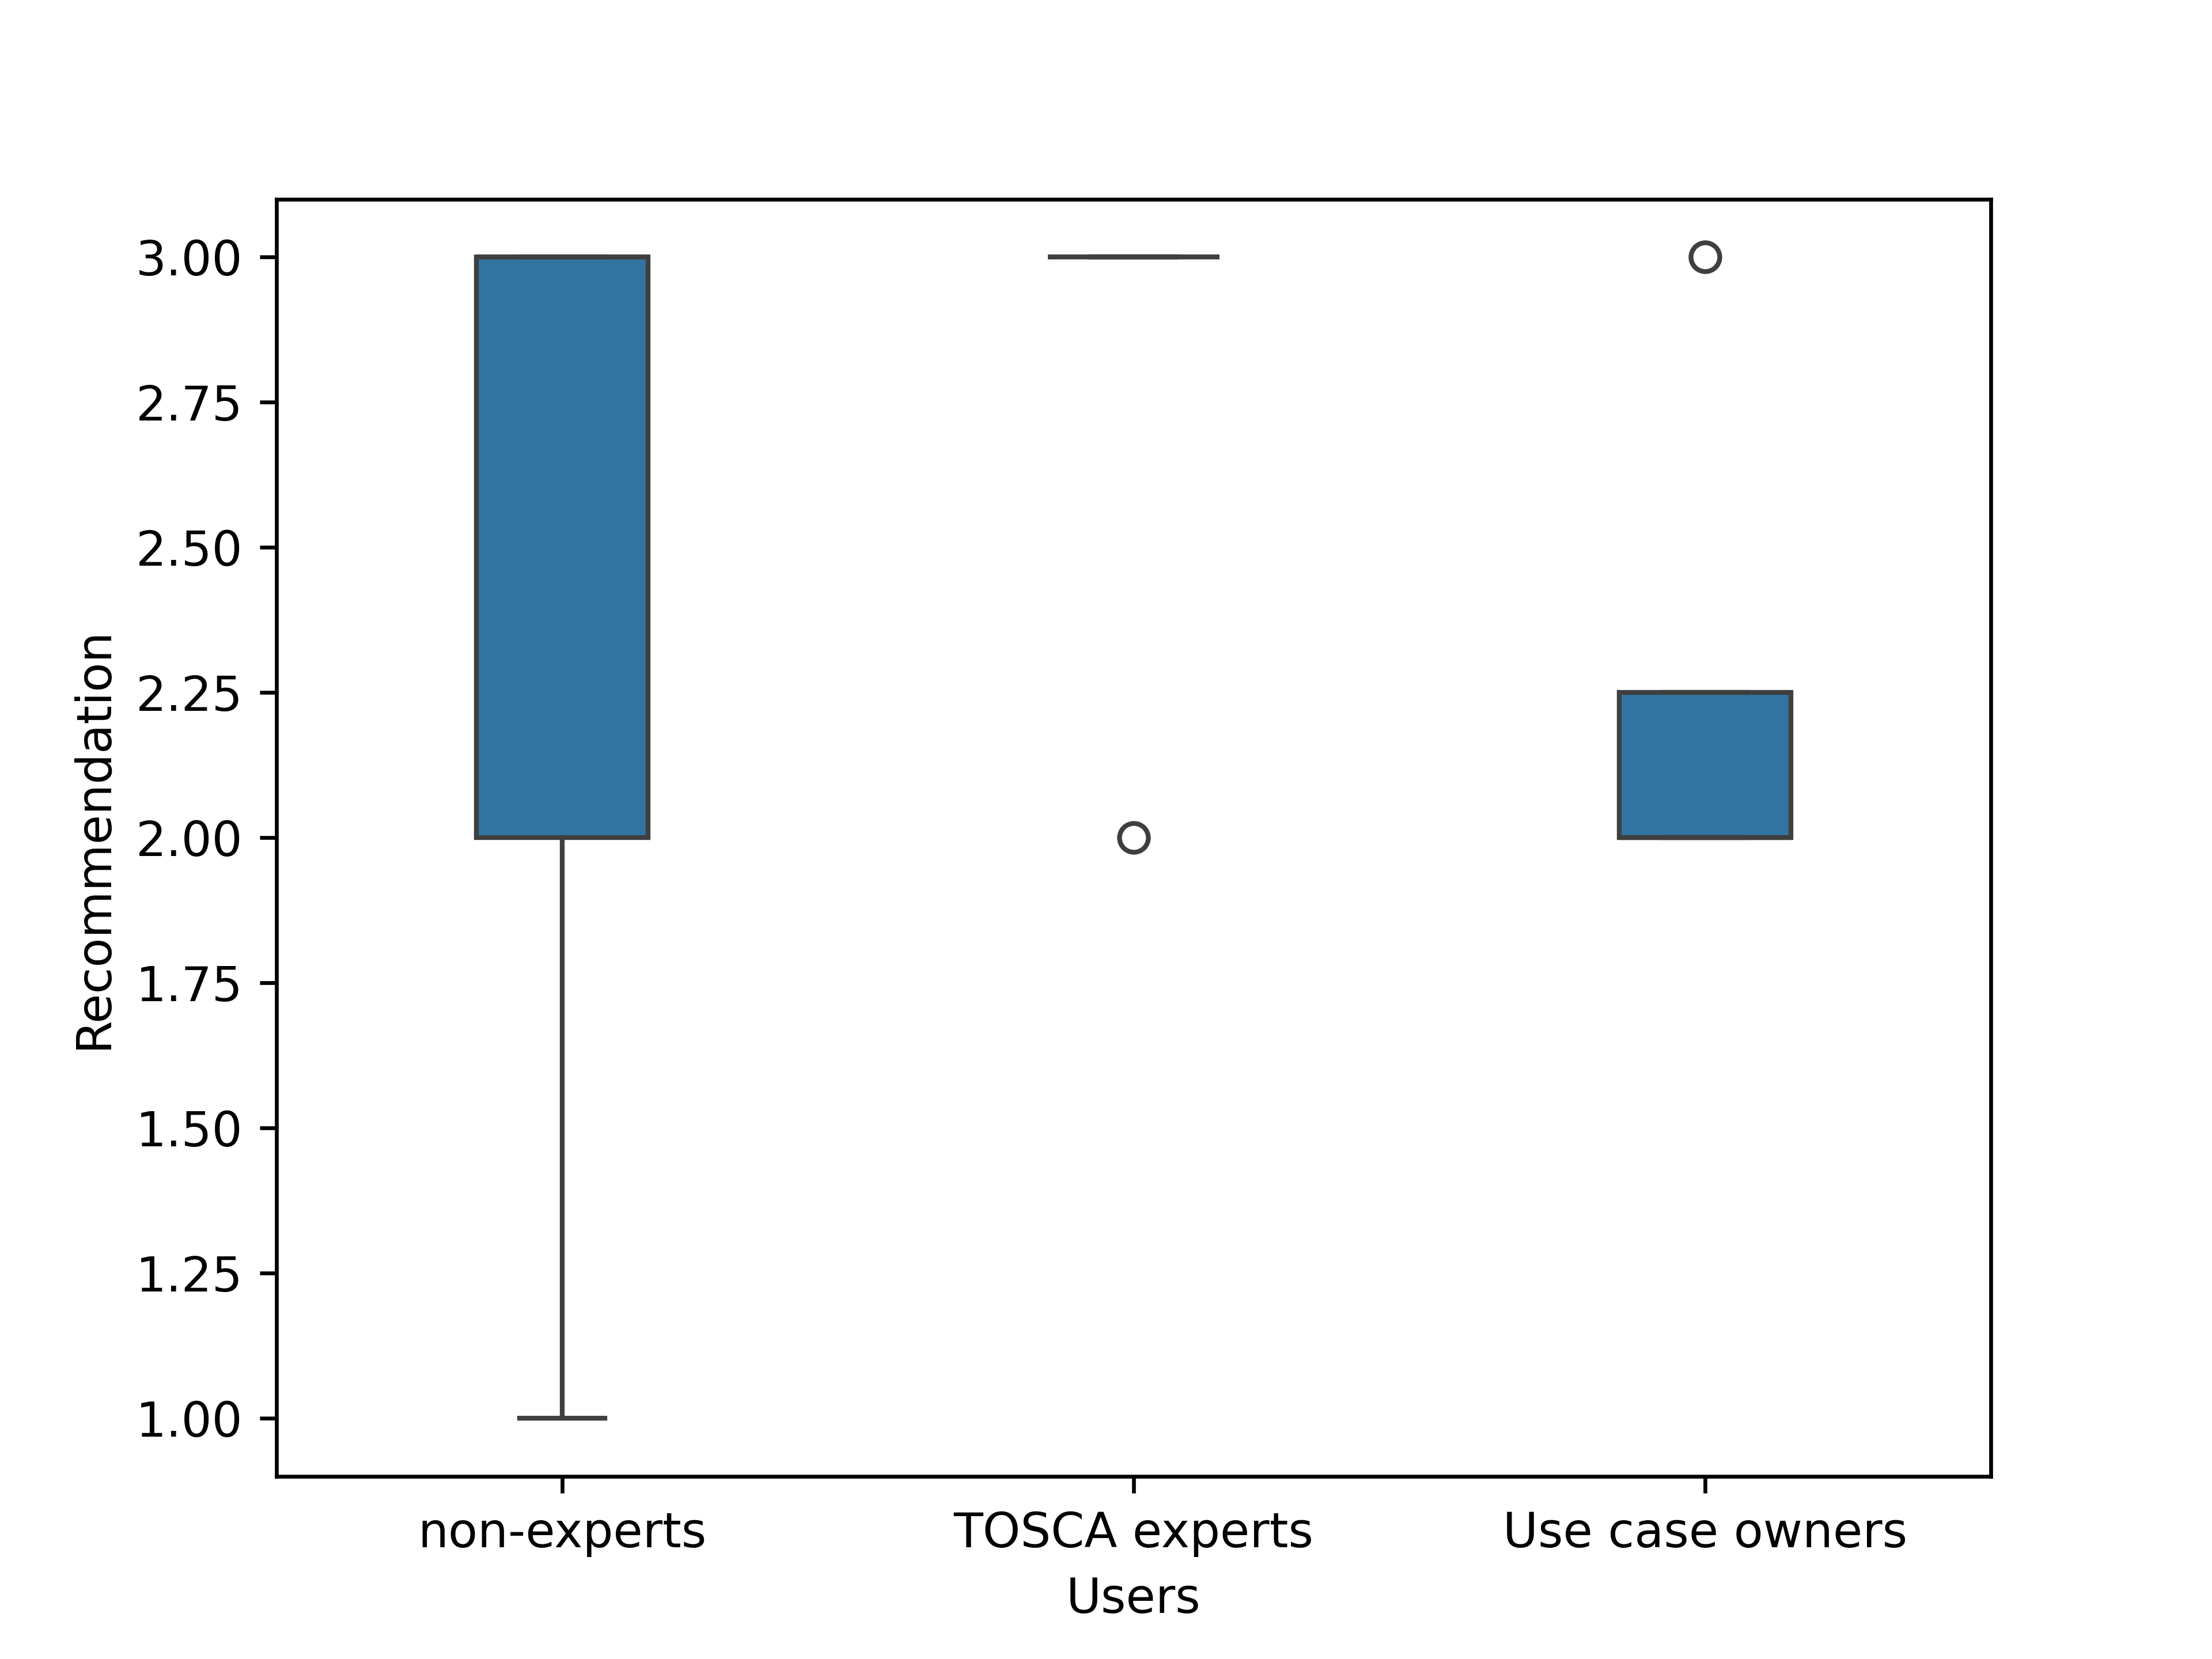 Recommendation
3.00
2.75
2.50
2.25
2.00
1.75
1.50
1.25
1.00
non-experts
TOSCA experts
Use case owners
Users